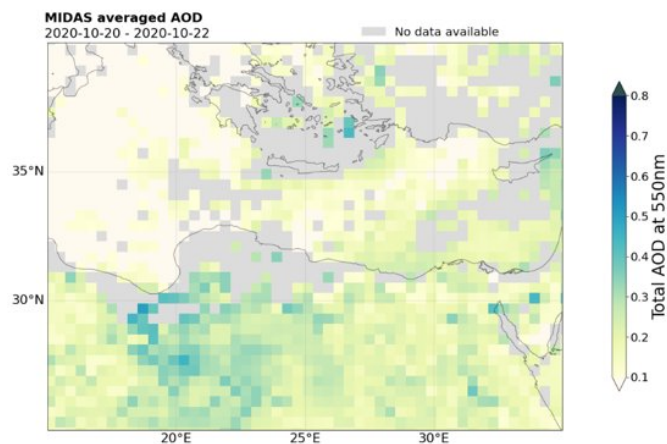 MIDAS averaged AOD
2020-10-20 - 2020-10-22
No data available
35°N
30°N
20°E
25°E
30°E
0.8
0.7
0.6
0.5
0.4
0.3
0.2
0.1
Total AOD at 550nm